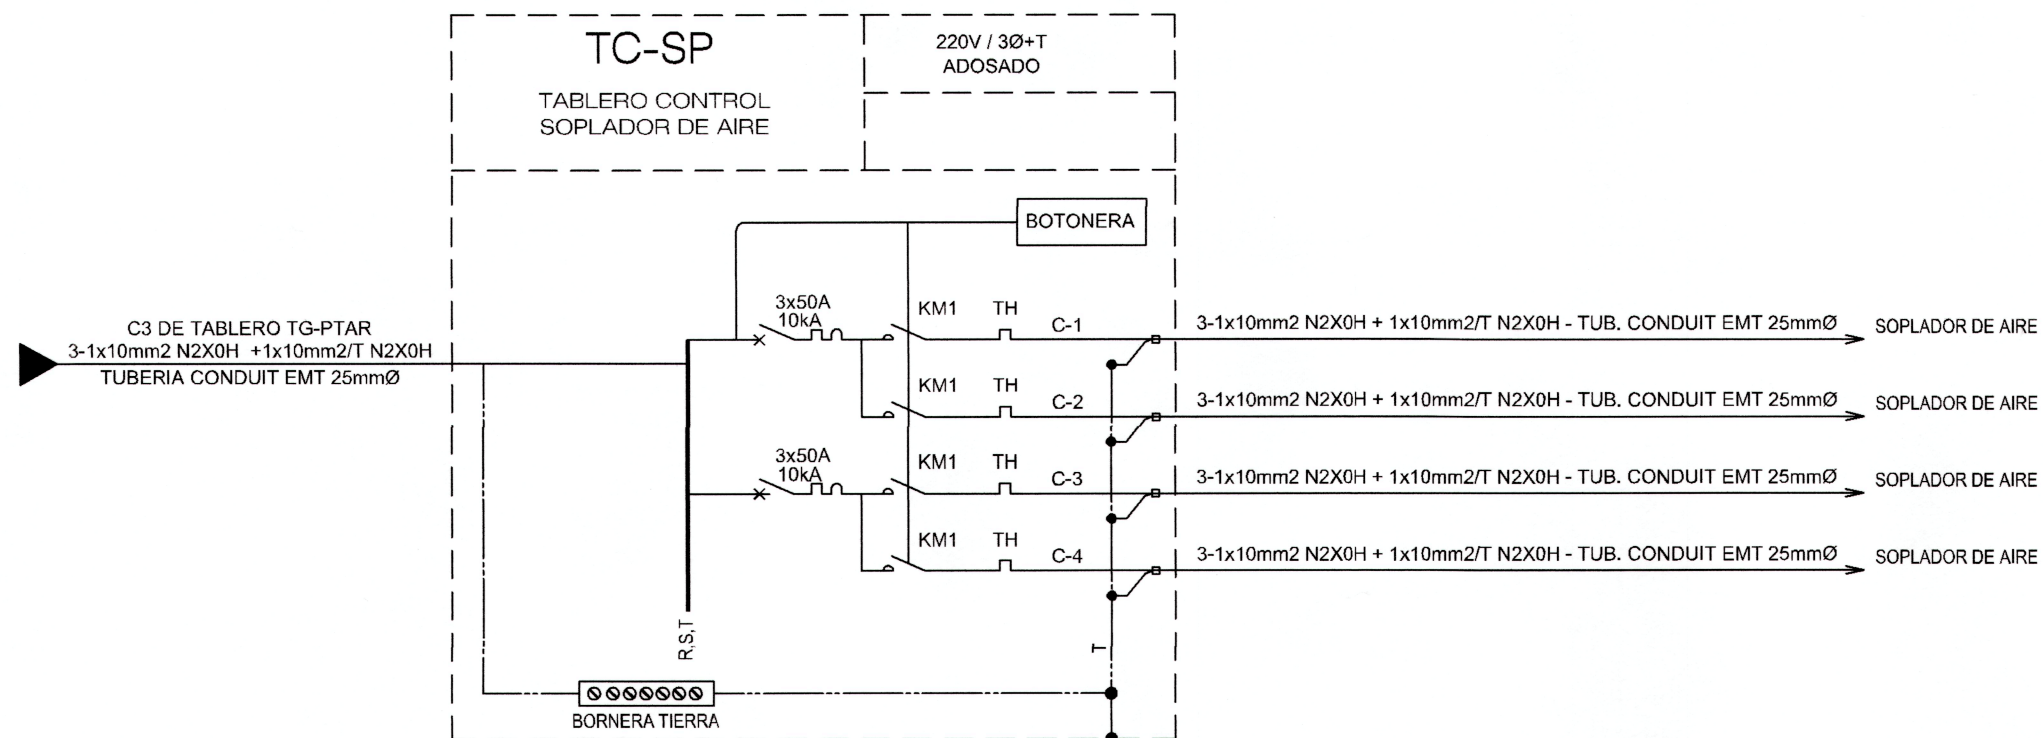 TC-SP
TABLERO CONTROL
SOPLADOR DE AIRE
220V / 3Ø+T
ADOSADO
BOTONERA
C3 DE TABLERO TG-PTAR
3-1x10mm2 N2X0H +1x10mm2/T N2X0H
TUBERIA CONDUIT EMT 25mmØ
3x50A
10kA
KM1
TH
C-1
3-1x10mm2 N2X0H + 1x10mm2/T N2X0H - TUB. CONDUIT EMT 25mmØ
SOPLADOR DE AIRE
KM1
TH
C-2
3-1x10mm2 N2X0H + 1x10mm2/T N2X0H - TUB. CONDUIT EMT 25mmØ
SOPLADOR DE AIRE
3x50A
10kA
KM1
TH
C-3
3-1x10mm2 N2X0H + 1x10mm2/T N2X0H - TUB. CONDUIT EMT 25mmØ
SOPLADOR DE AIRE
KM1
TH
C-4
3-1x10mm2 N2X0H + 1x10mm2/T N2X0H - TUB. CONDUIT EMT 25mmØ
SOPLADOR DE AIRE
R,S,T
T
BORNERA TIERRA